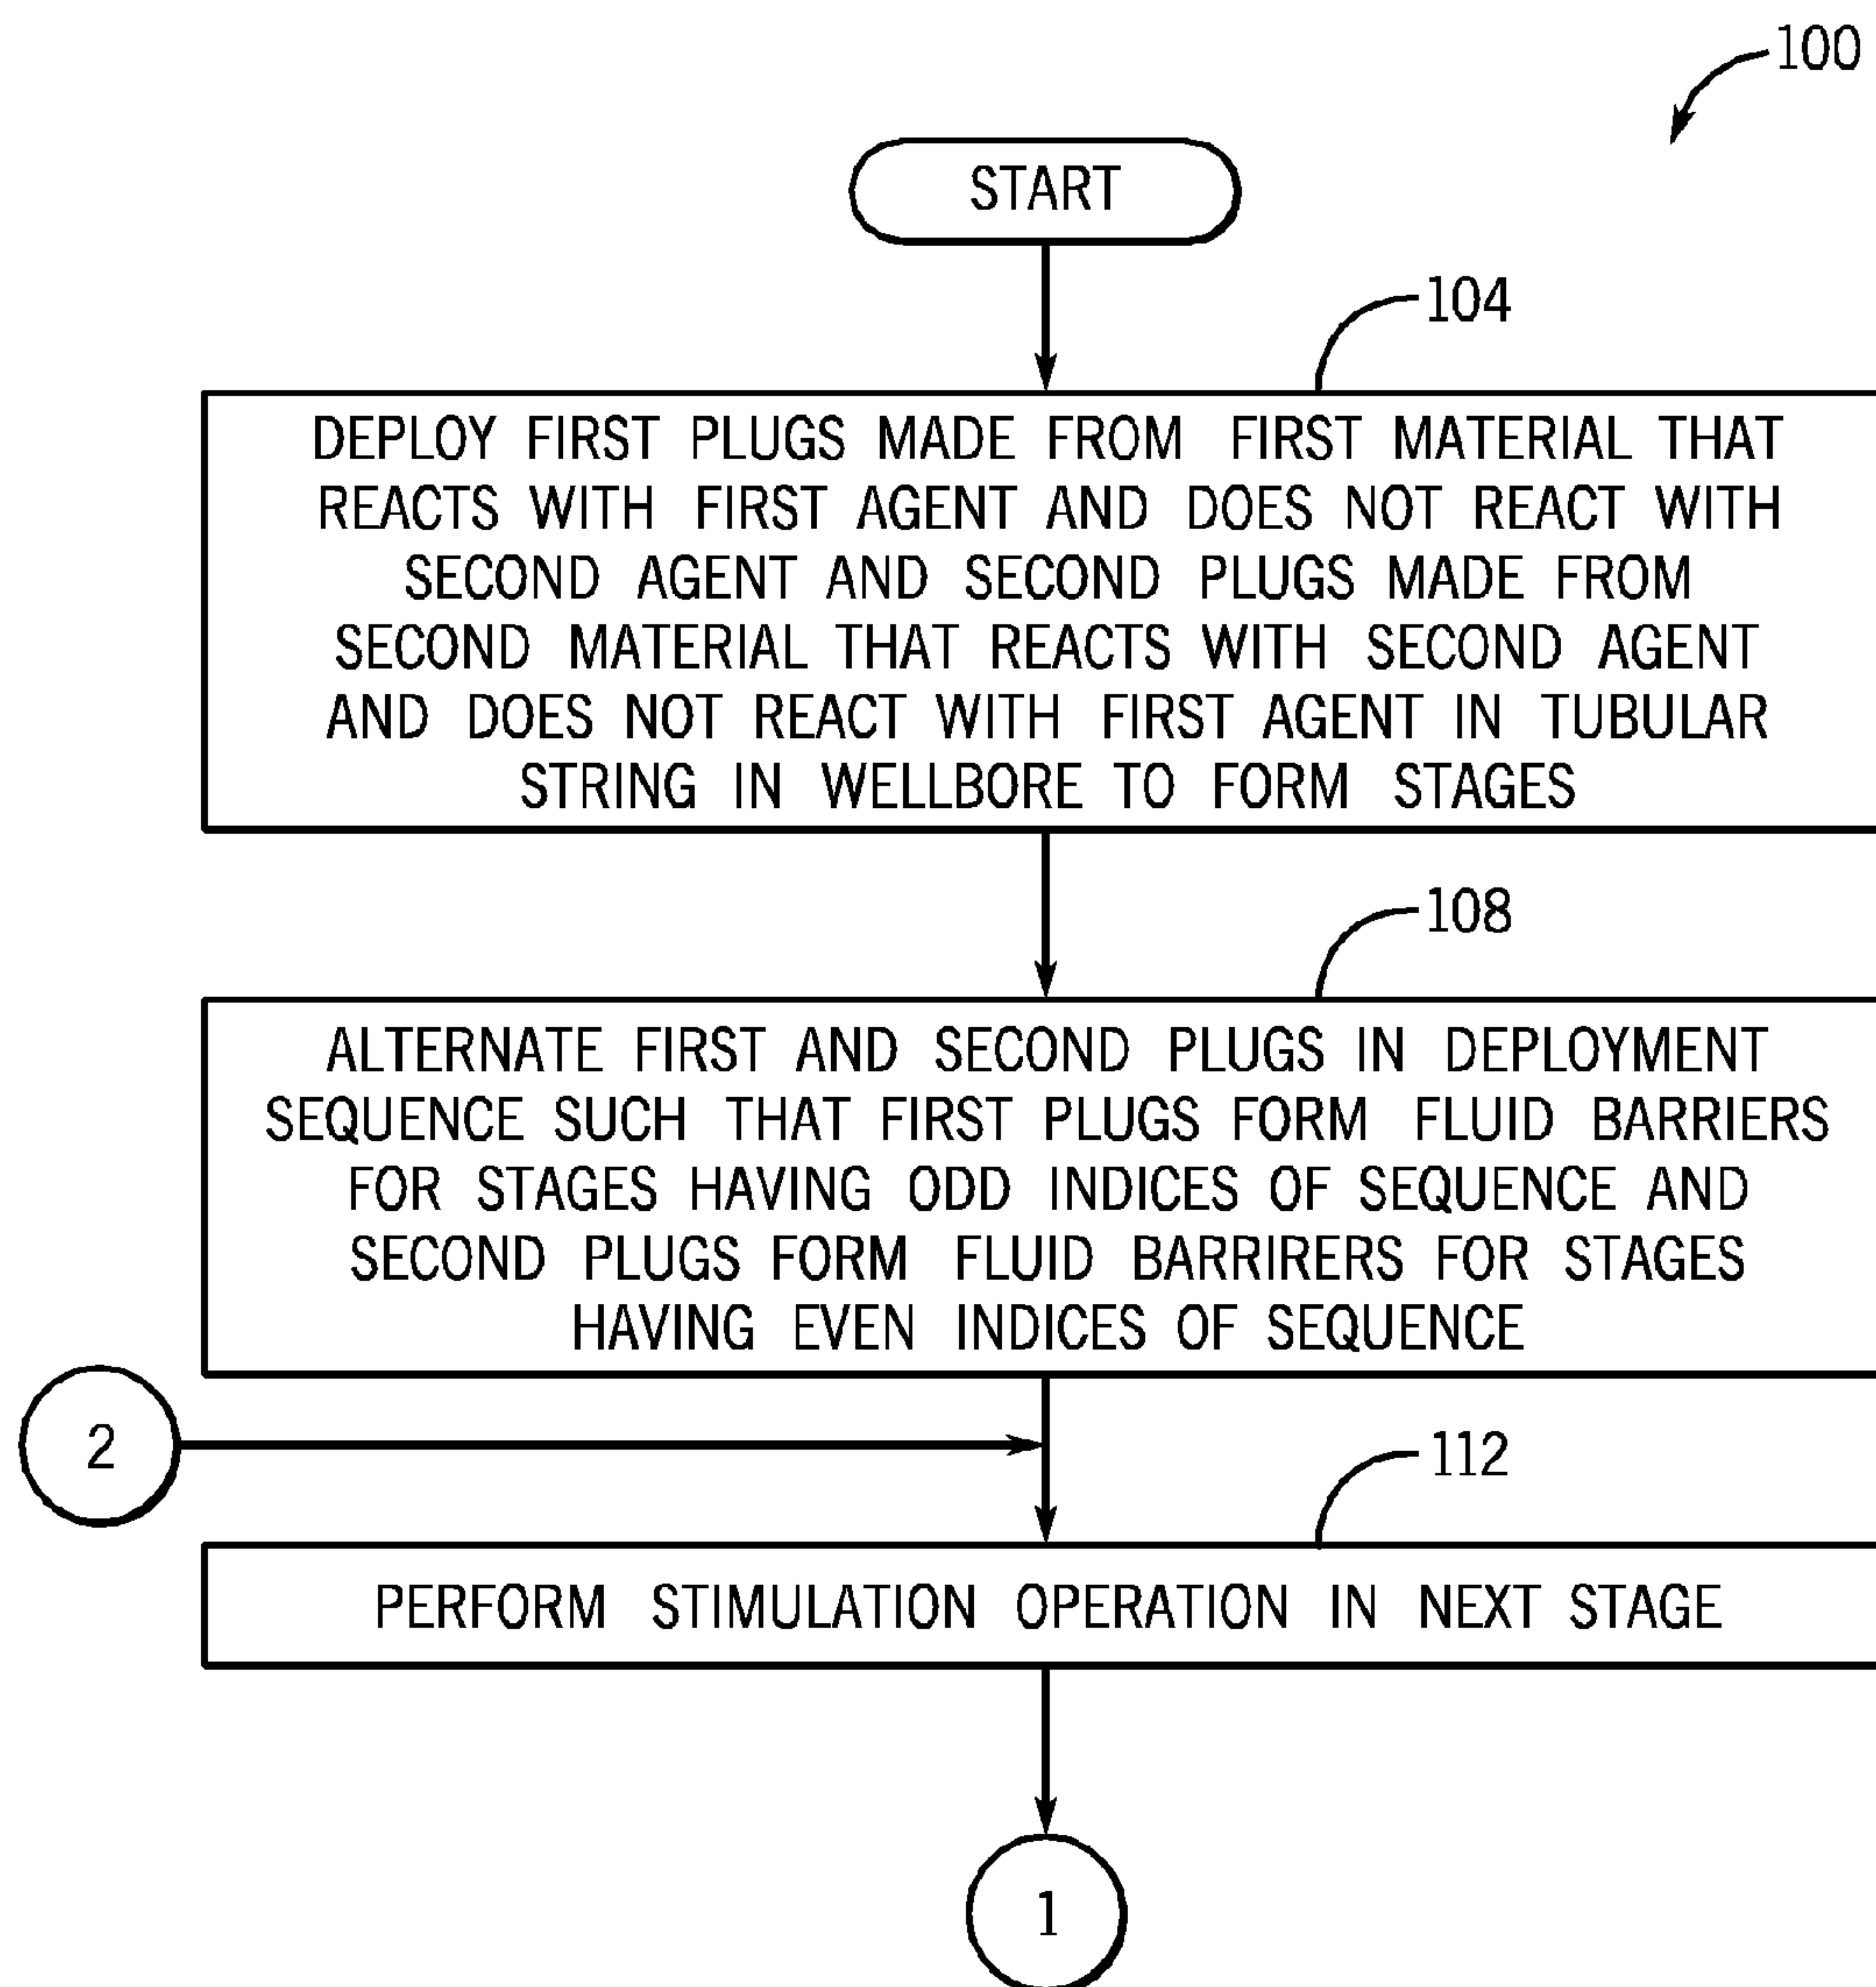 100
START
104
DEPLOY FIRST PLUGS MADE FROM FIRST MATERIAL THAT
REACTS WITH FIRST AGENT AND DOES NOT REACT WITH
SECOND AGENT AND SECOND PLUGS MADE FROM
SECOND MATERIAL THAT REACTS WITH SECOND AGENT
AND DOES NOT REACT WITH FIRST AGENT IN TUBULAR
STRING IN WELLBORE TO FORM STAGES
108
ALTERNATE FIRST AND SECOND PLUGS IN DEPLOYMENT
SEQUENCE SUCH THAT FIRST PLUGS FORM FLUID BARRIERS
FOR STAGES HAVING ODD INDICES OF SEQUENCE AND
SECOND PLUGS FORM FLUID BARRIRERS FOR STAGES
HAVING EVEN INDICES OF SEQUENCE
2
112
PERFORM STIMULATION OPERATION IN NEXT STAGE
1